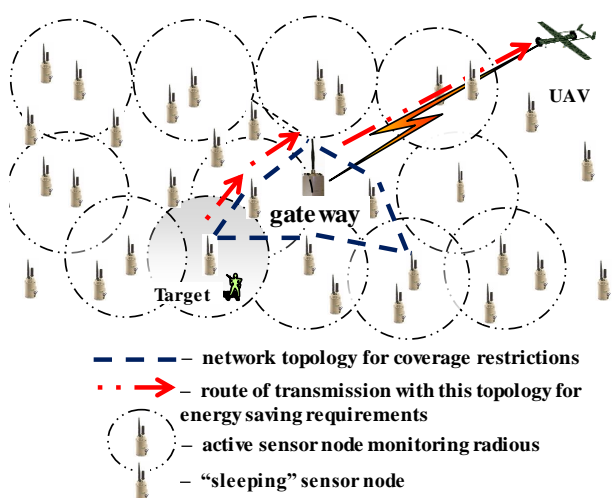 UAV
gateway
Target
– network topology for coverage restrictions
– route of transmission with this topology for
energy saving requirements
– active sensor node monitoring radious
– “sleeping” sensor node